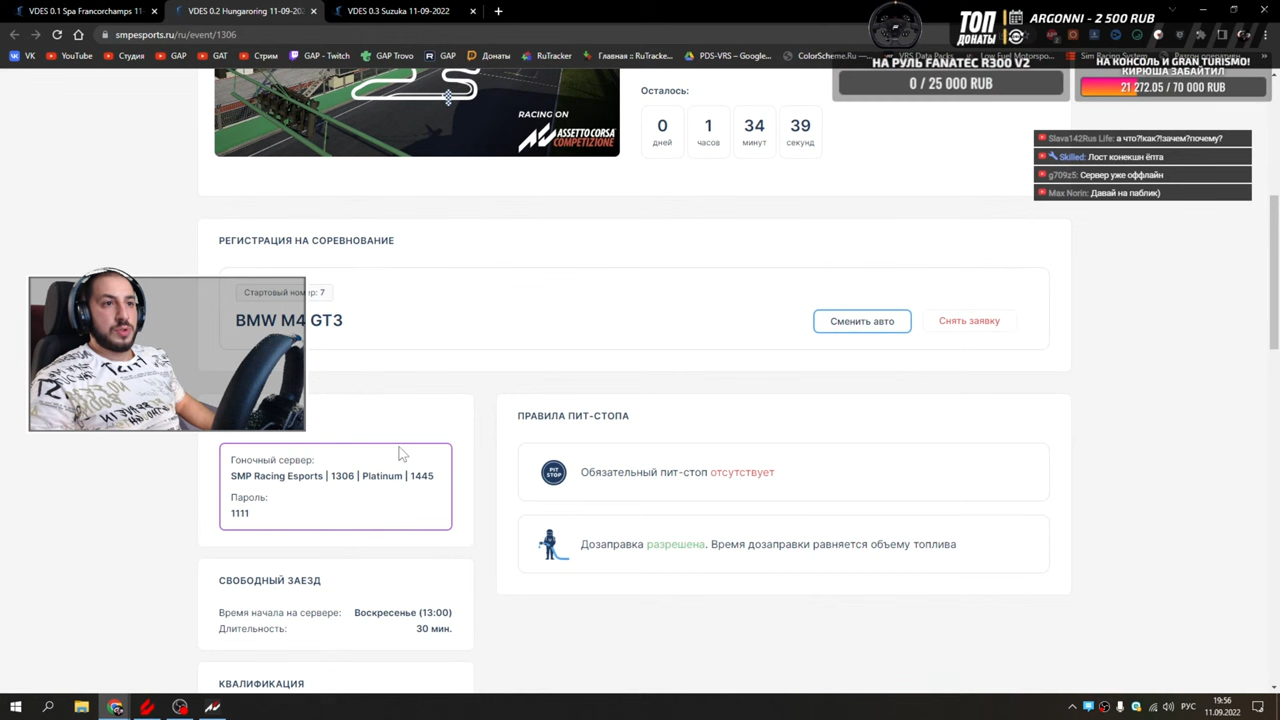 VDES 0.1 Spa Francorchamps 11-
VDES 0.2 Hungaroring 11-09-202
VDES 0.3 Suzuka 11-09-2022
smpesports.ru/ru/event/1306
ТОП ДОНАТЫ
ARGONNI - 2 500 RUB
VK
YouTube
GAP
GAT
Стрим
Студия
GAP - Twitch
GAP Trovo
GAP
Донаты
RuTracker
Главная :: RuTracke...
PDS-VRS – Google...
ColorScheme.Ru —...
НА РУЛЬ FANATEC R300 V2
0 / 25 000 RUB
НА КОНСОЛЬ И GRAN TURISMO!
КИРЮША ЗАБАЙТИЛ
21 272.05 / 70 000 RUB
RACING ON
ASSETTO CORSA
COMPETIZIONE
Осталось:
0 1 34 39
дней часов минут секунд
Slava142Rus Life: а что?!как?!зачем?почему?
Skilled: Лост конекшн ёпта
g709z5: Сервер уже оффлайн
Max Norin: Давай на паблик)
РЕГИСТРАЦИЯ НА СОРЕВНОВАНИЕ
Стартовый номер: 7
BMW M4 GT3
Сменить авто
Снять заявку
Гоночный сервер:
SMP Racing Esports | 1306 | Platinum | 1445
Пароль:
1111
ПРАВИЛА ПИТ-СТОПА
PIT STOP
Обязательный пит-стоп отсутствует
Дозаправка разрешена. Время дозаправки равняется объему топлива
СВОБОДНЫЙ ЗАЕЗД
Время начала на сервере: Воскресенье (13:00)
Длительность: 30 мин.
КВАЛИФИКАЦИЯ
РУС
19:56
11.09.2022